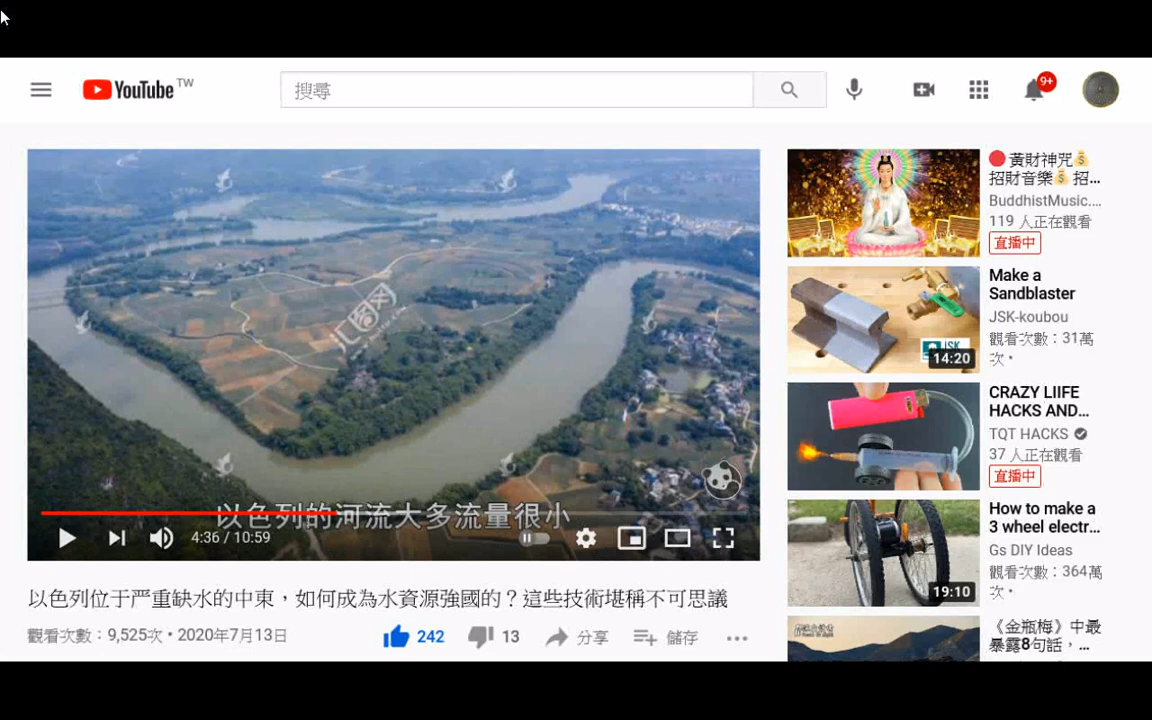 YouTube TW
搜尋
9+
汇图网
以色列的河流大多流量很小
4:36 / 10:59
以色列位于严重缺水的中東，如何成為水資源強國的？這些技術堪稱不可思議
觀看次數：9,525次 • 2020年7月13日
242
13
分享
儲存
黃財神咒💰
招財音樂💰 招...
BuddhistMusic....
119 人正在觀看
直播中
JSK
14:20
Make a
Sandblaster
JSK-koubou
觀看次數：31萬
次 •
CRAZY LIIFE
HACKS AND...
TQT HACKS
37 人正在觀看
直播中
19:10
How to make a
3 wheel electr...
Gs DIY Ideas
觀看次數：364萬
次 •
《金瓶梅》中最
暴露8句話，...